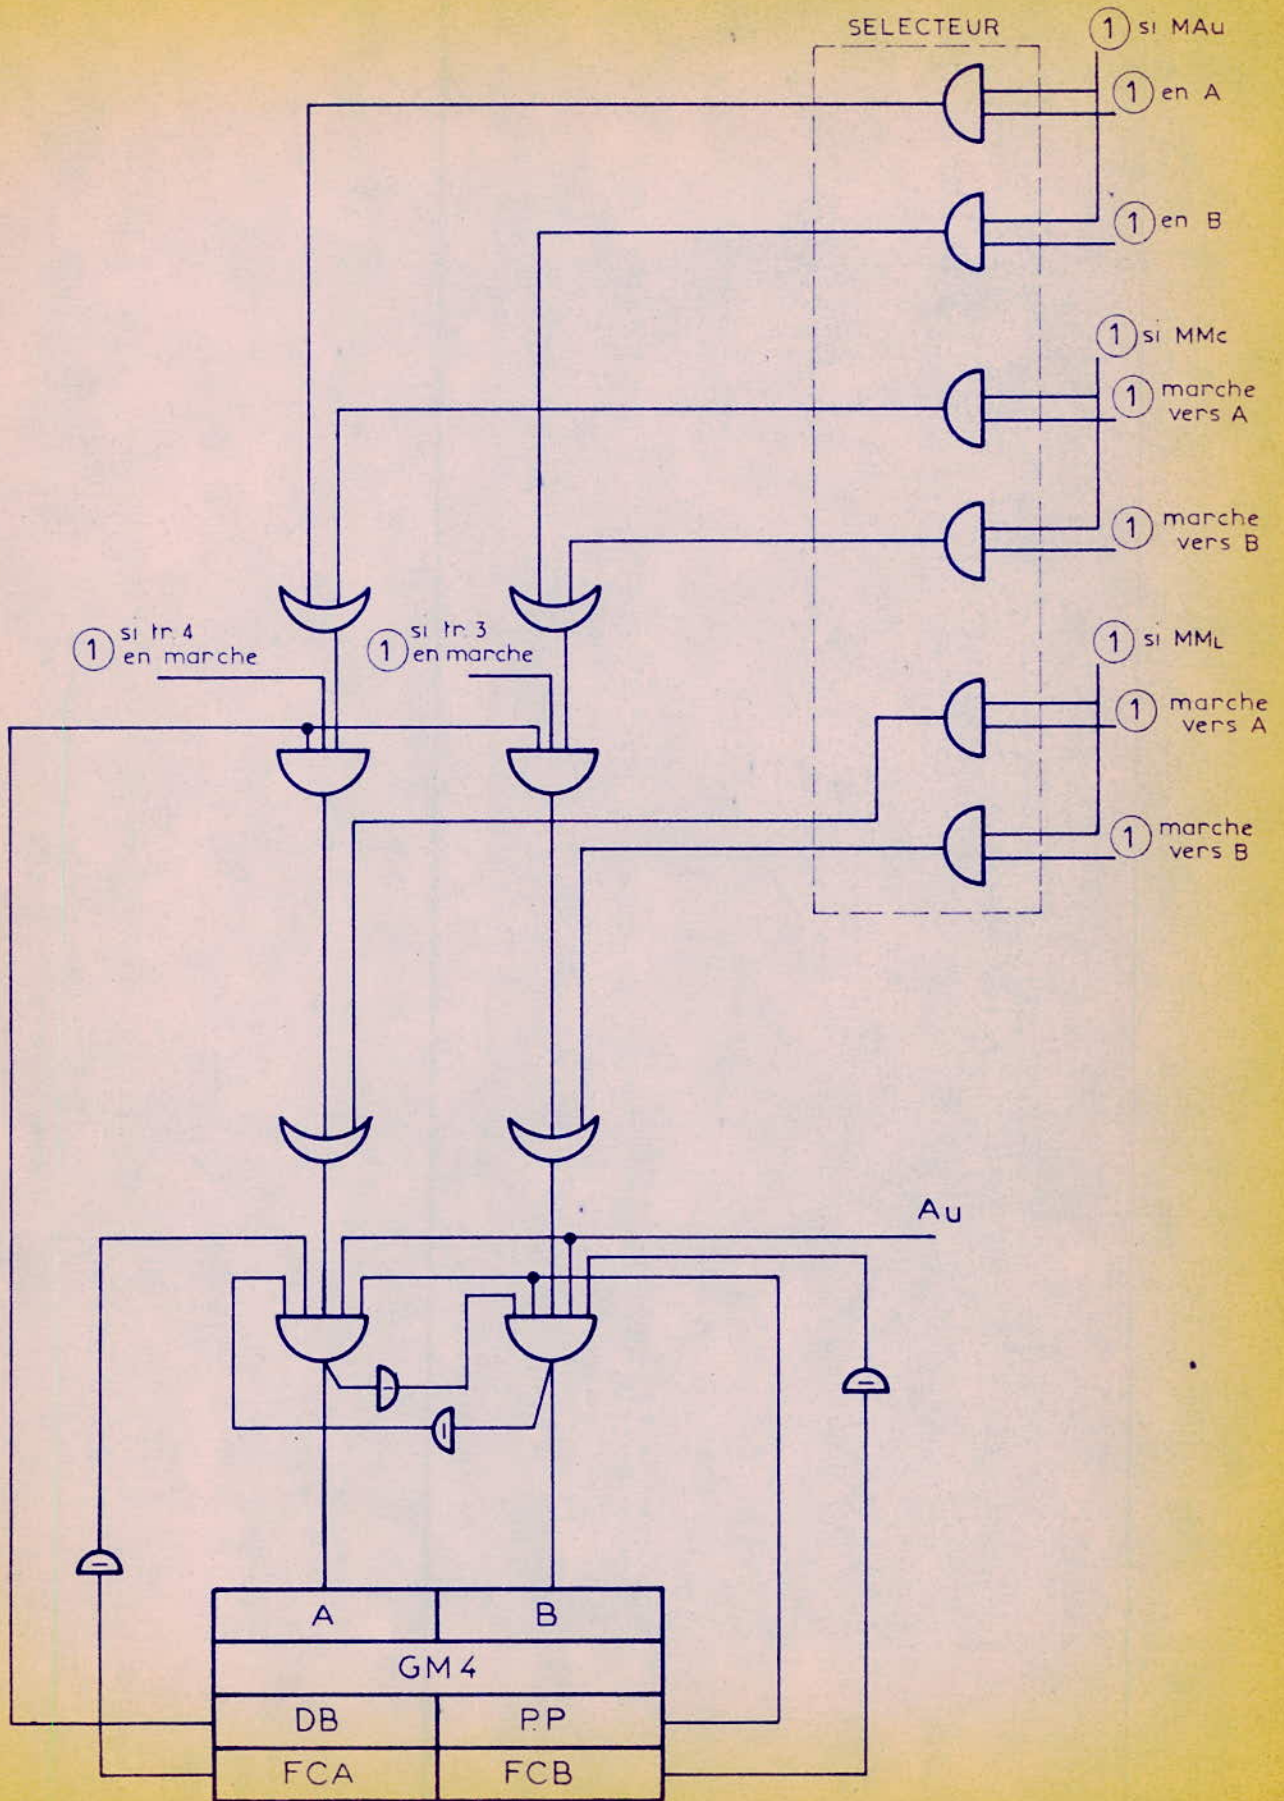 SELECTEUR
1 si MAu
1 en A
1 en B
1 si MMc
1 marche
vers A
1 marche
vers B
1 si tr. 4
en marche
1 si tr. 3
en marche
1 si MML
1 marche
vers A
1 marche
vers B
Au
A B
GM 4
DB P.P
FCA FCB